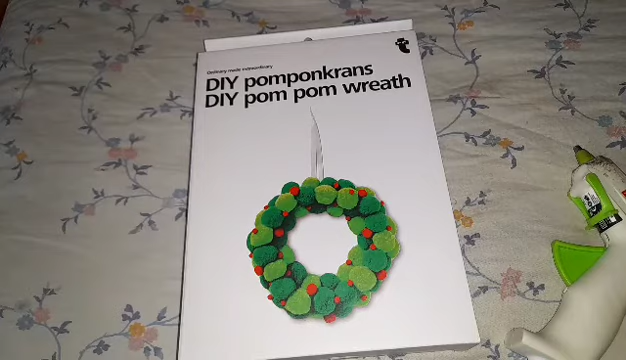 Ordinary made extraordinary
DIY pomponkrans
DIY pom pom wreath